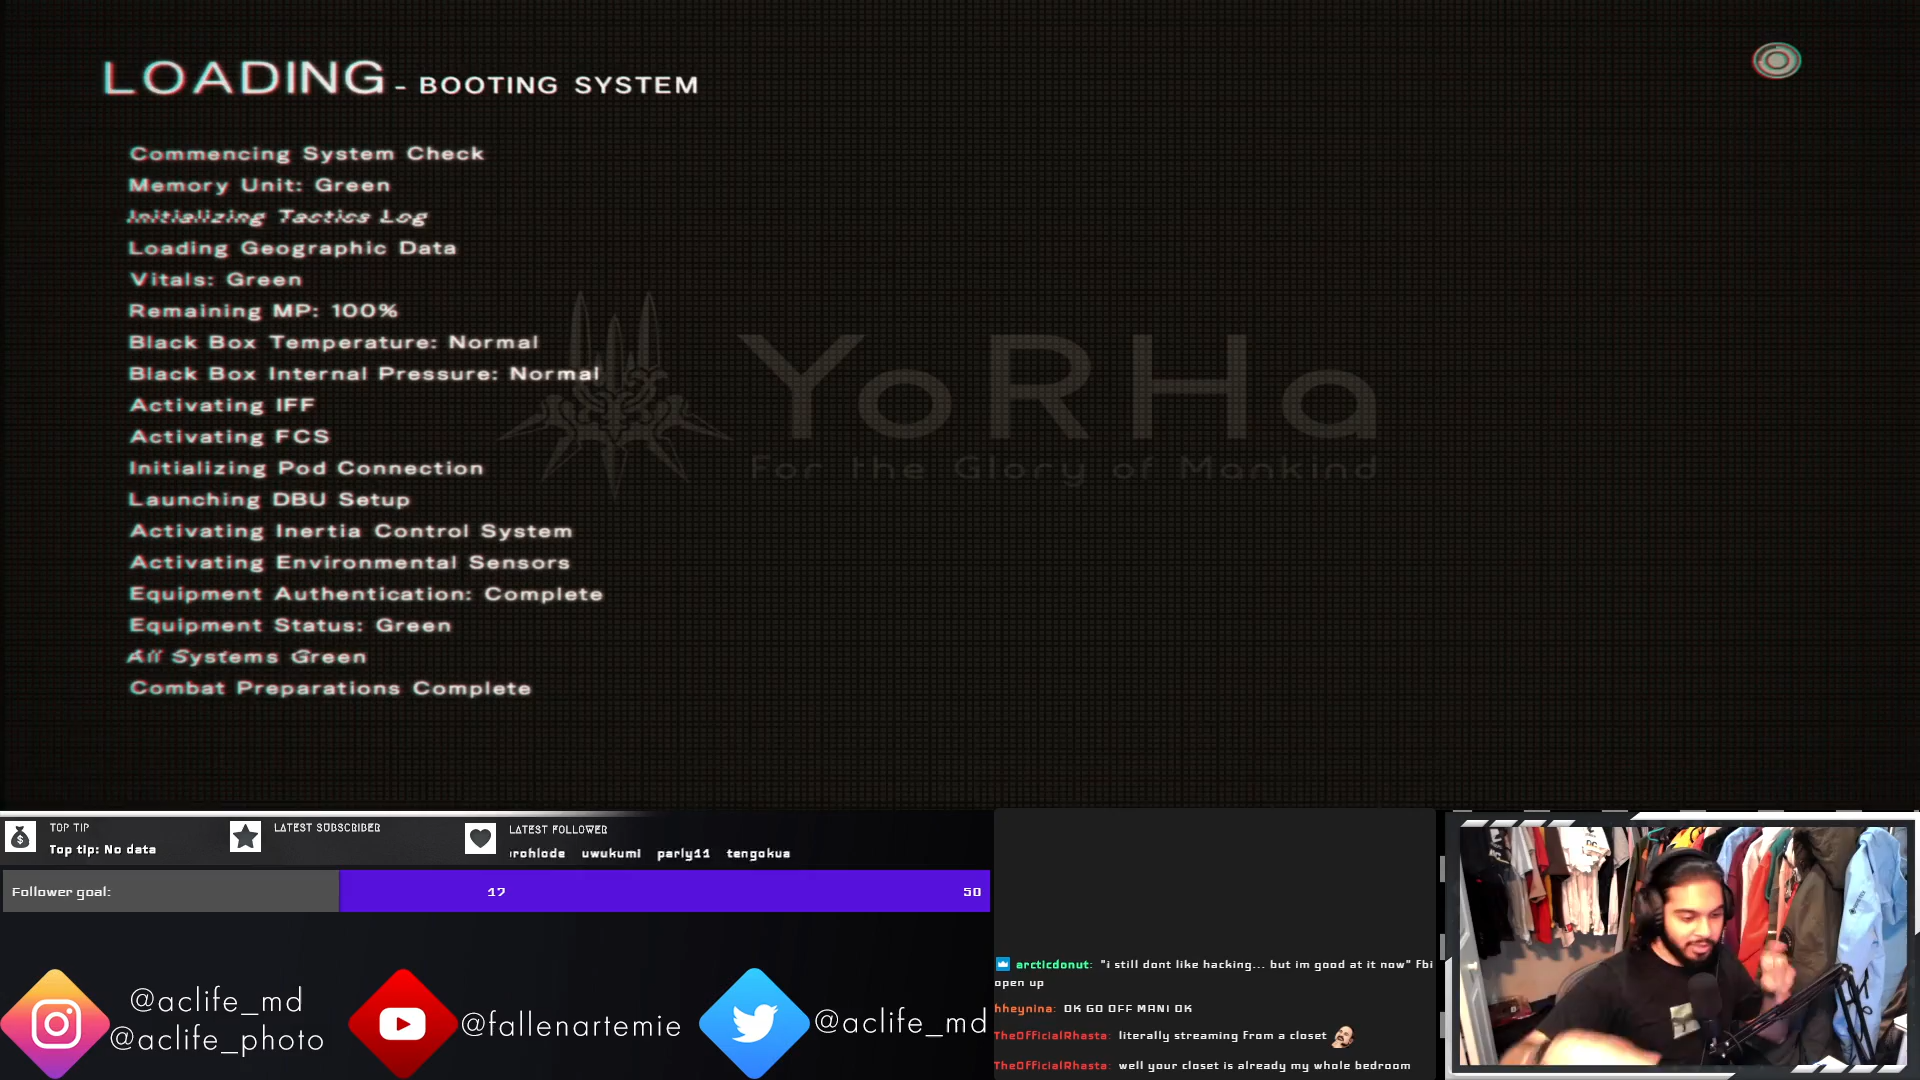 LOADING - BOOTING SYSTEM
Commencing System Check
Memory Unit: Green
Initializing Tactics Log
Loading Geographic Data
Vitals: Green
Remaining MP: 100%
Black Box Temperature: Normal
Black Box Internal Pressure: Normal
Activating IFF
Activating FCS
Initializing Pod Connection
Launching DBU Setup
Activating Inertia Control System
Activating Environmental Sensors
Equipment Authentication: Complete
Equipment Status: Green
All Systems Green
Combat Preparations Complete
YoRHa
For the Glory of Mankind
TOP TIP
Top tip: No data
LATEST SUBSCRIBER
LATEST FOLLOWER
uwukumi parly11 tengokua
Follower goal: 17 50
@aclife_md
@aclife_photo
@fallenartemie
@aclife_md
arcticdonut: "i still dont like hacking... but im good at it now" Fbi
open up
hheynina: OK GO OFF MANI OK
TheOfficialRhasta: literally streaming from a closet
TheOfficialRhasta: well your closet is already my whole bedroom